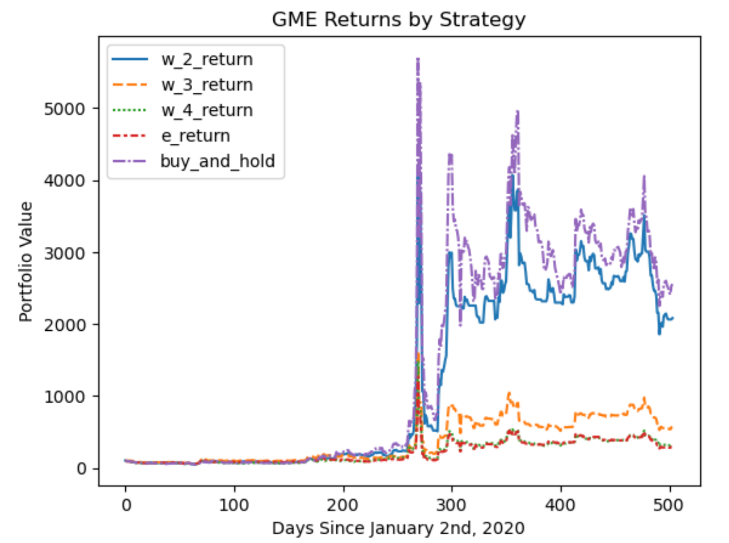 GME Returns by Strategy
w_2_return
w_3_return
w_4_return
e_return
buy_and_hold
Portfolio Value
5000
4000
3000
2000
1000
0
0 100 200 300 400 500
Days Since January 2nd, 2020